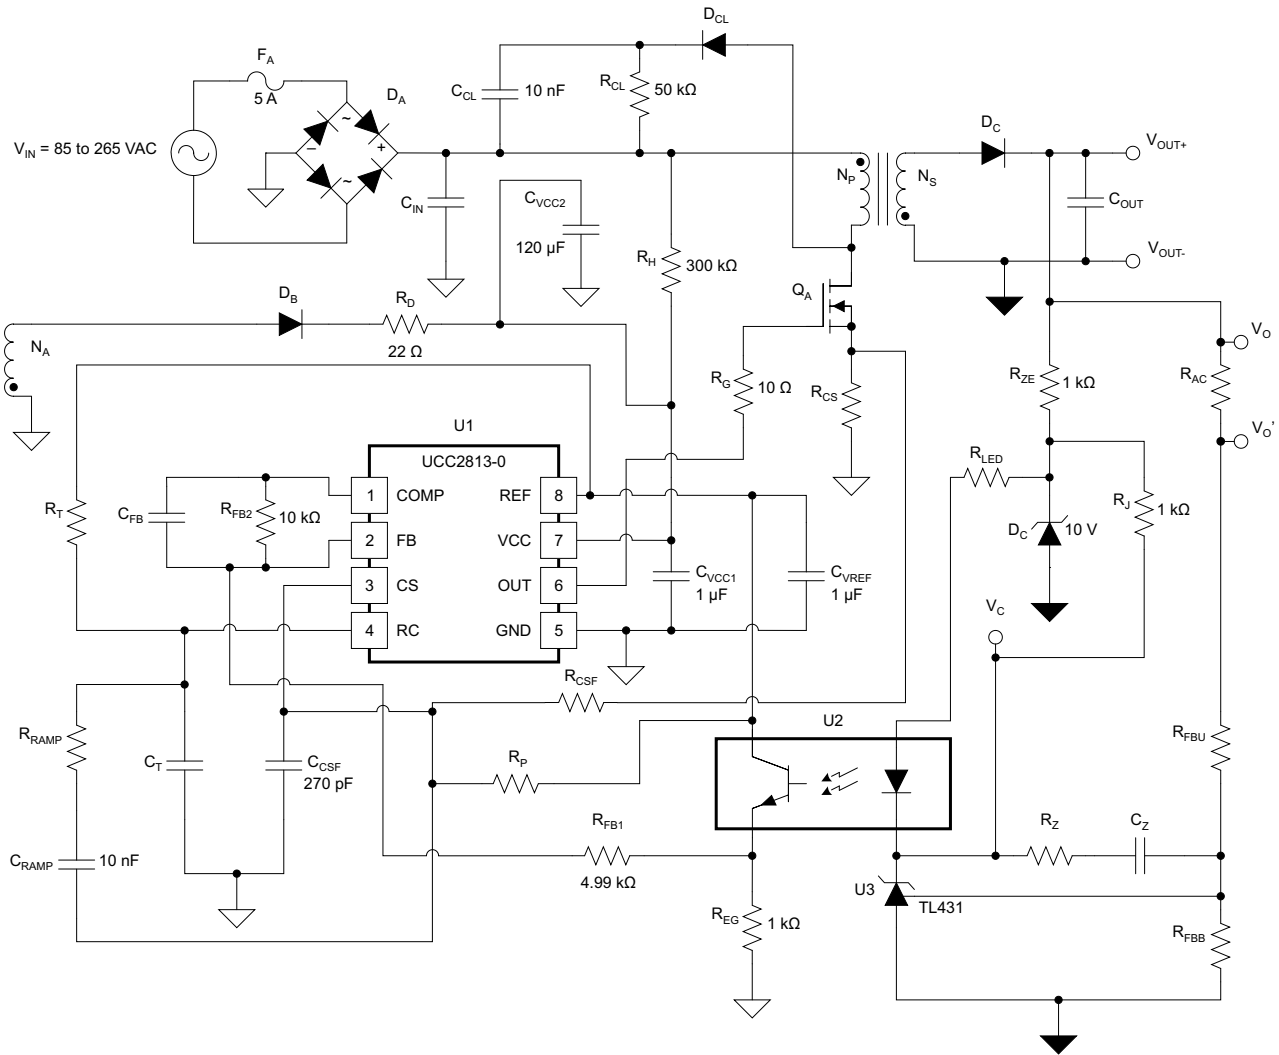 D_CL
F_A
5 A
D_A
C_CL
10 nF
R_CL
50 kΩ
V_IN = 85 to 265 VAC
~
~
−
+
D_C
V_OUT+
N_P
N_S
C_IN
C_OUT
C_VCC2
120 µF
V_OUT-
R_H
300 kΩ
Q_A
D_B
R_D
22 Ω
N_A
V_O
R_G
10 Ω
R_CS
R_ZE
1 kΩ
R_AC
V_O'
U1
UCC2813-0
R_LED
1
COMP
REF
8
2
FB
VCC
7
3
CS
OUT
6
4
RC
GND
5
R_T
C_FB
R_FB2
10 kΩ
R_J
1 kΩ
D_C
10 V
C_VCC1
1 µF
C_VREF
1 µF
V_C
R_CSF
U2
R_RAMP
C_T
C_CSF
270 pF
R_P
R_FBU
R_FB1
4.99 kΩ
R_Z
C_Z
C_RAMP
10 nF
U3
TL431
R_EG
1 kΩ
R_FBB